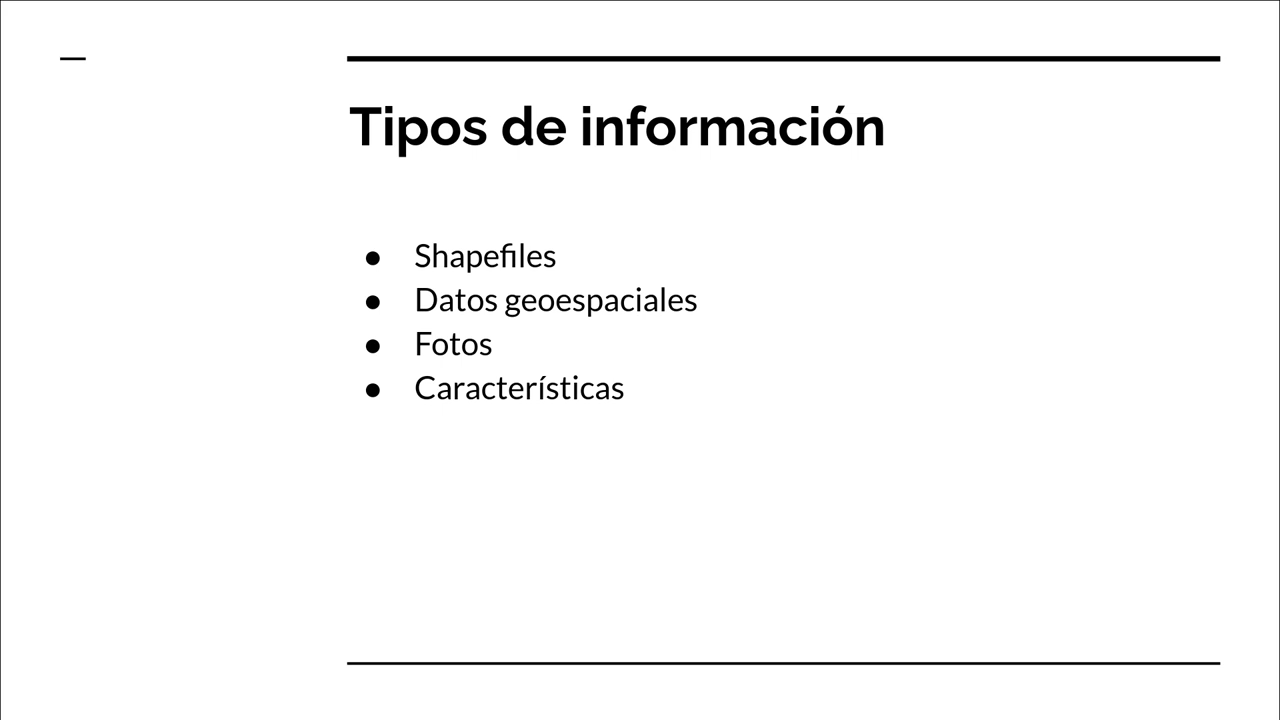 Tipos de información
● Shapefiles
● Datos geoespaciales
● Fotos
● Características